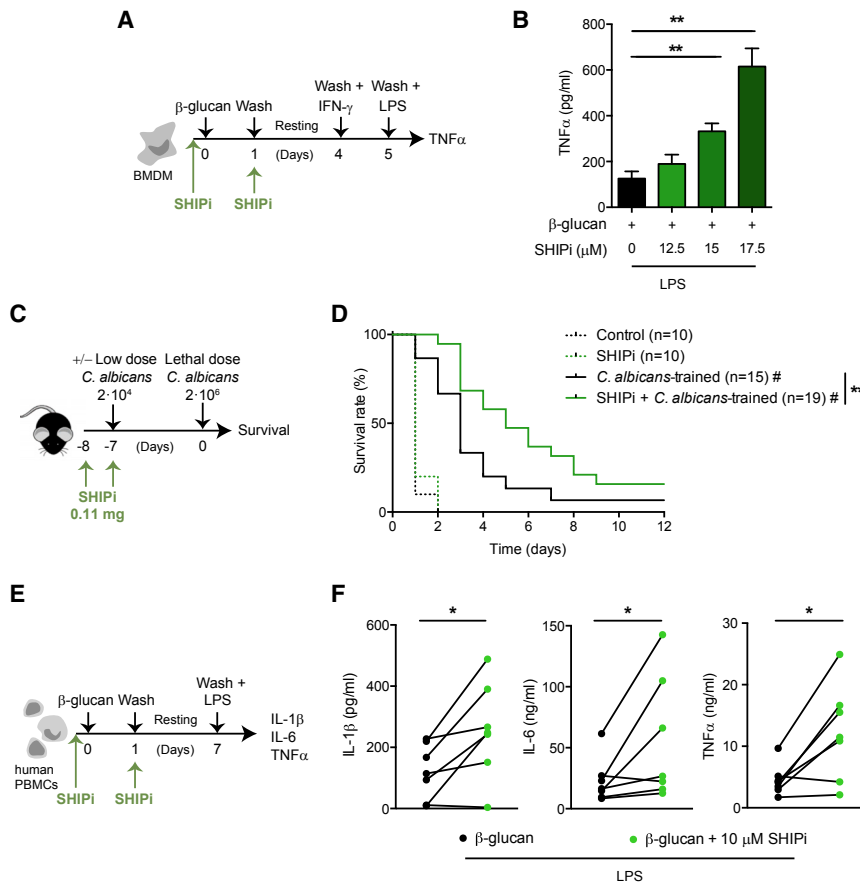 A
β-glucan Wash Wash + IFN-γ Wash + LPS
Resting
TNFα
BMDM
0 1 (Days) 4 5
SHIPi SHIPi
B
**
**
TNFα (pg/ml)
800
600
400
200
0
β-glucan + + + +
SHIPi (μM) 0 12.5 15 17.5
LPS
C
+/– Low dose Lethal dose
C. albicans C. albicans
2·10⁴ 2·10⁶
Survival
-8 -7 (Days) 0
SHIPi
0.11 mg
D
Survival rate (%)
100
50
0
0 2 4 6 8 10 12
Time (days)
Control (n=10)
SHIPi (n=10)
C. albicans-trained (n=15) #
SHIPi + C. albicans-trained (n=19) #
E
β-glucan Wash Wash + LPS
Resting
0 1 (Days) 7
IL-1β
IL-6
TNFα
human
PBMCs
SHIPi SHIPi
F
*
IL-1β (pg/ml)
600
400
200
0
*
IL-6 (ng/ml)
150
100
50
0
*
TNFα (ng/ml)
30
20
10
0
β-glucan β-glucan + 10 μM SHIPi
LPS